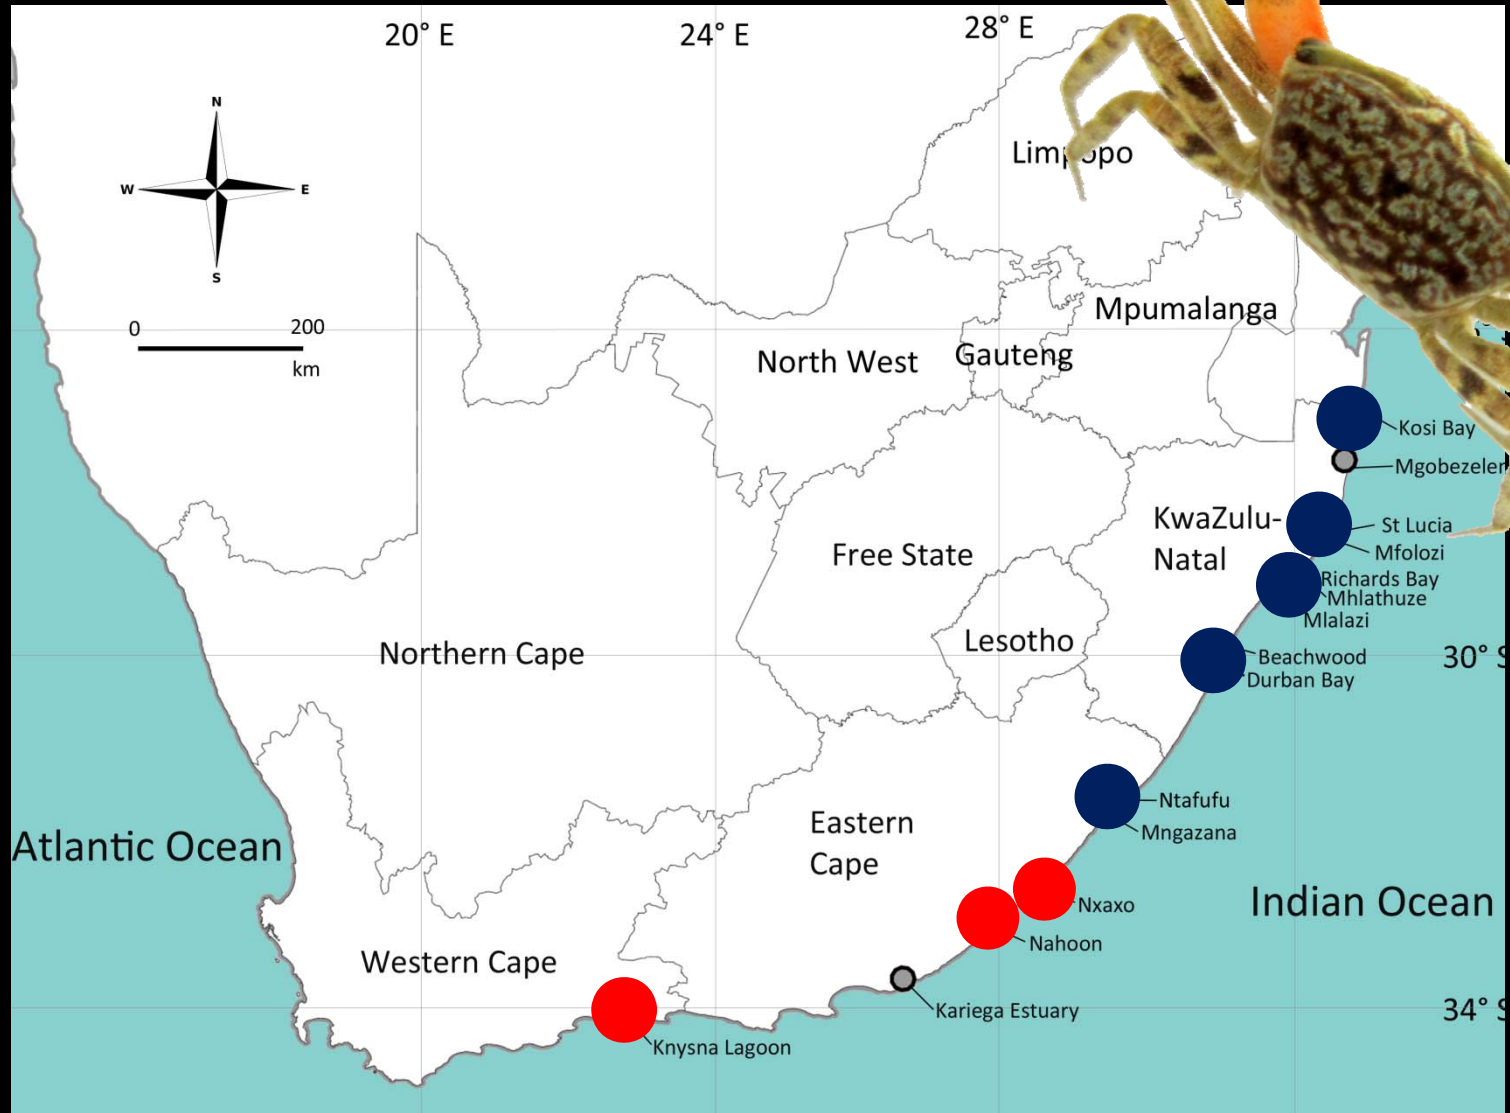 20° E
24° E
28° E
N
W
E
S
0
200
km
Limpopo
Mpumalanga
North West
Gauteng
Kosi Bay
Mgobezeler
KwaZulu-
Natal
St Lucia
Mfolozi
Free State
Richards Bay
Mhlathuze
Mlalazi
Lesotho
Northern Cape
Beachwood
Durban Bay
30° S
Ntafufu
Mngazana
Eastern
Cape
Atlantic Ocean
Indian Ocean
Nxaxo
Nahoon
Western Cape
Kariega Estuary
34° S
Knysna Lagoon